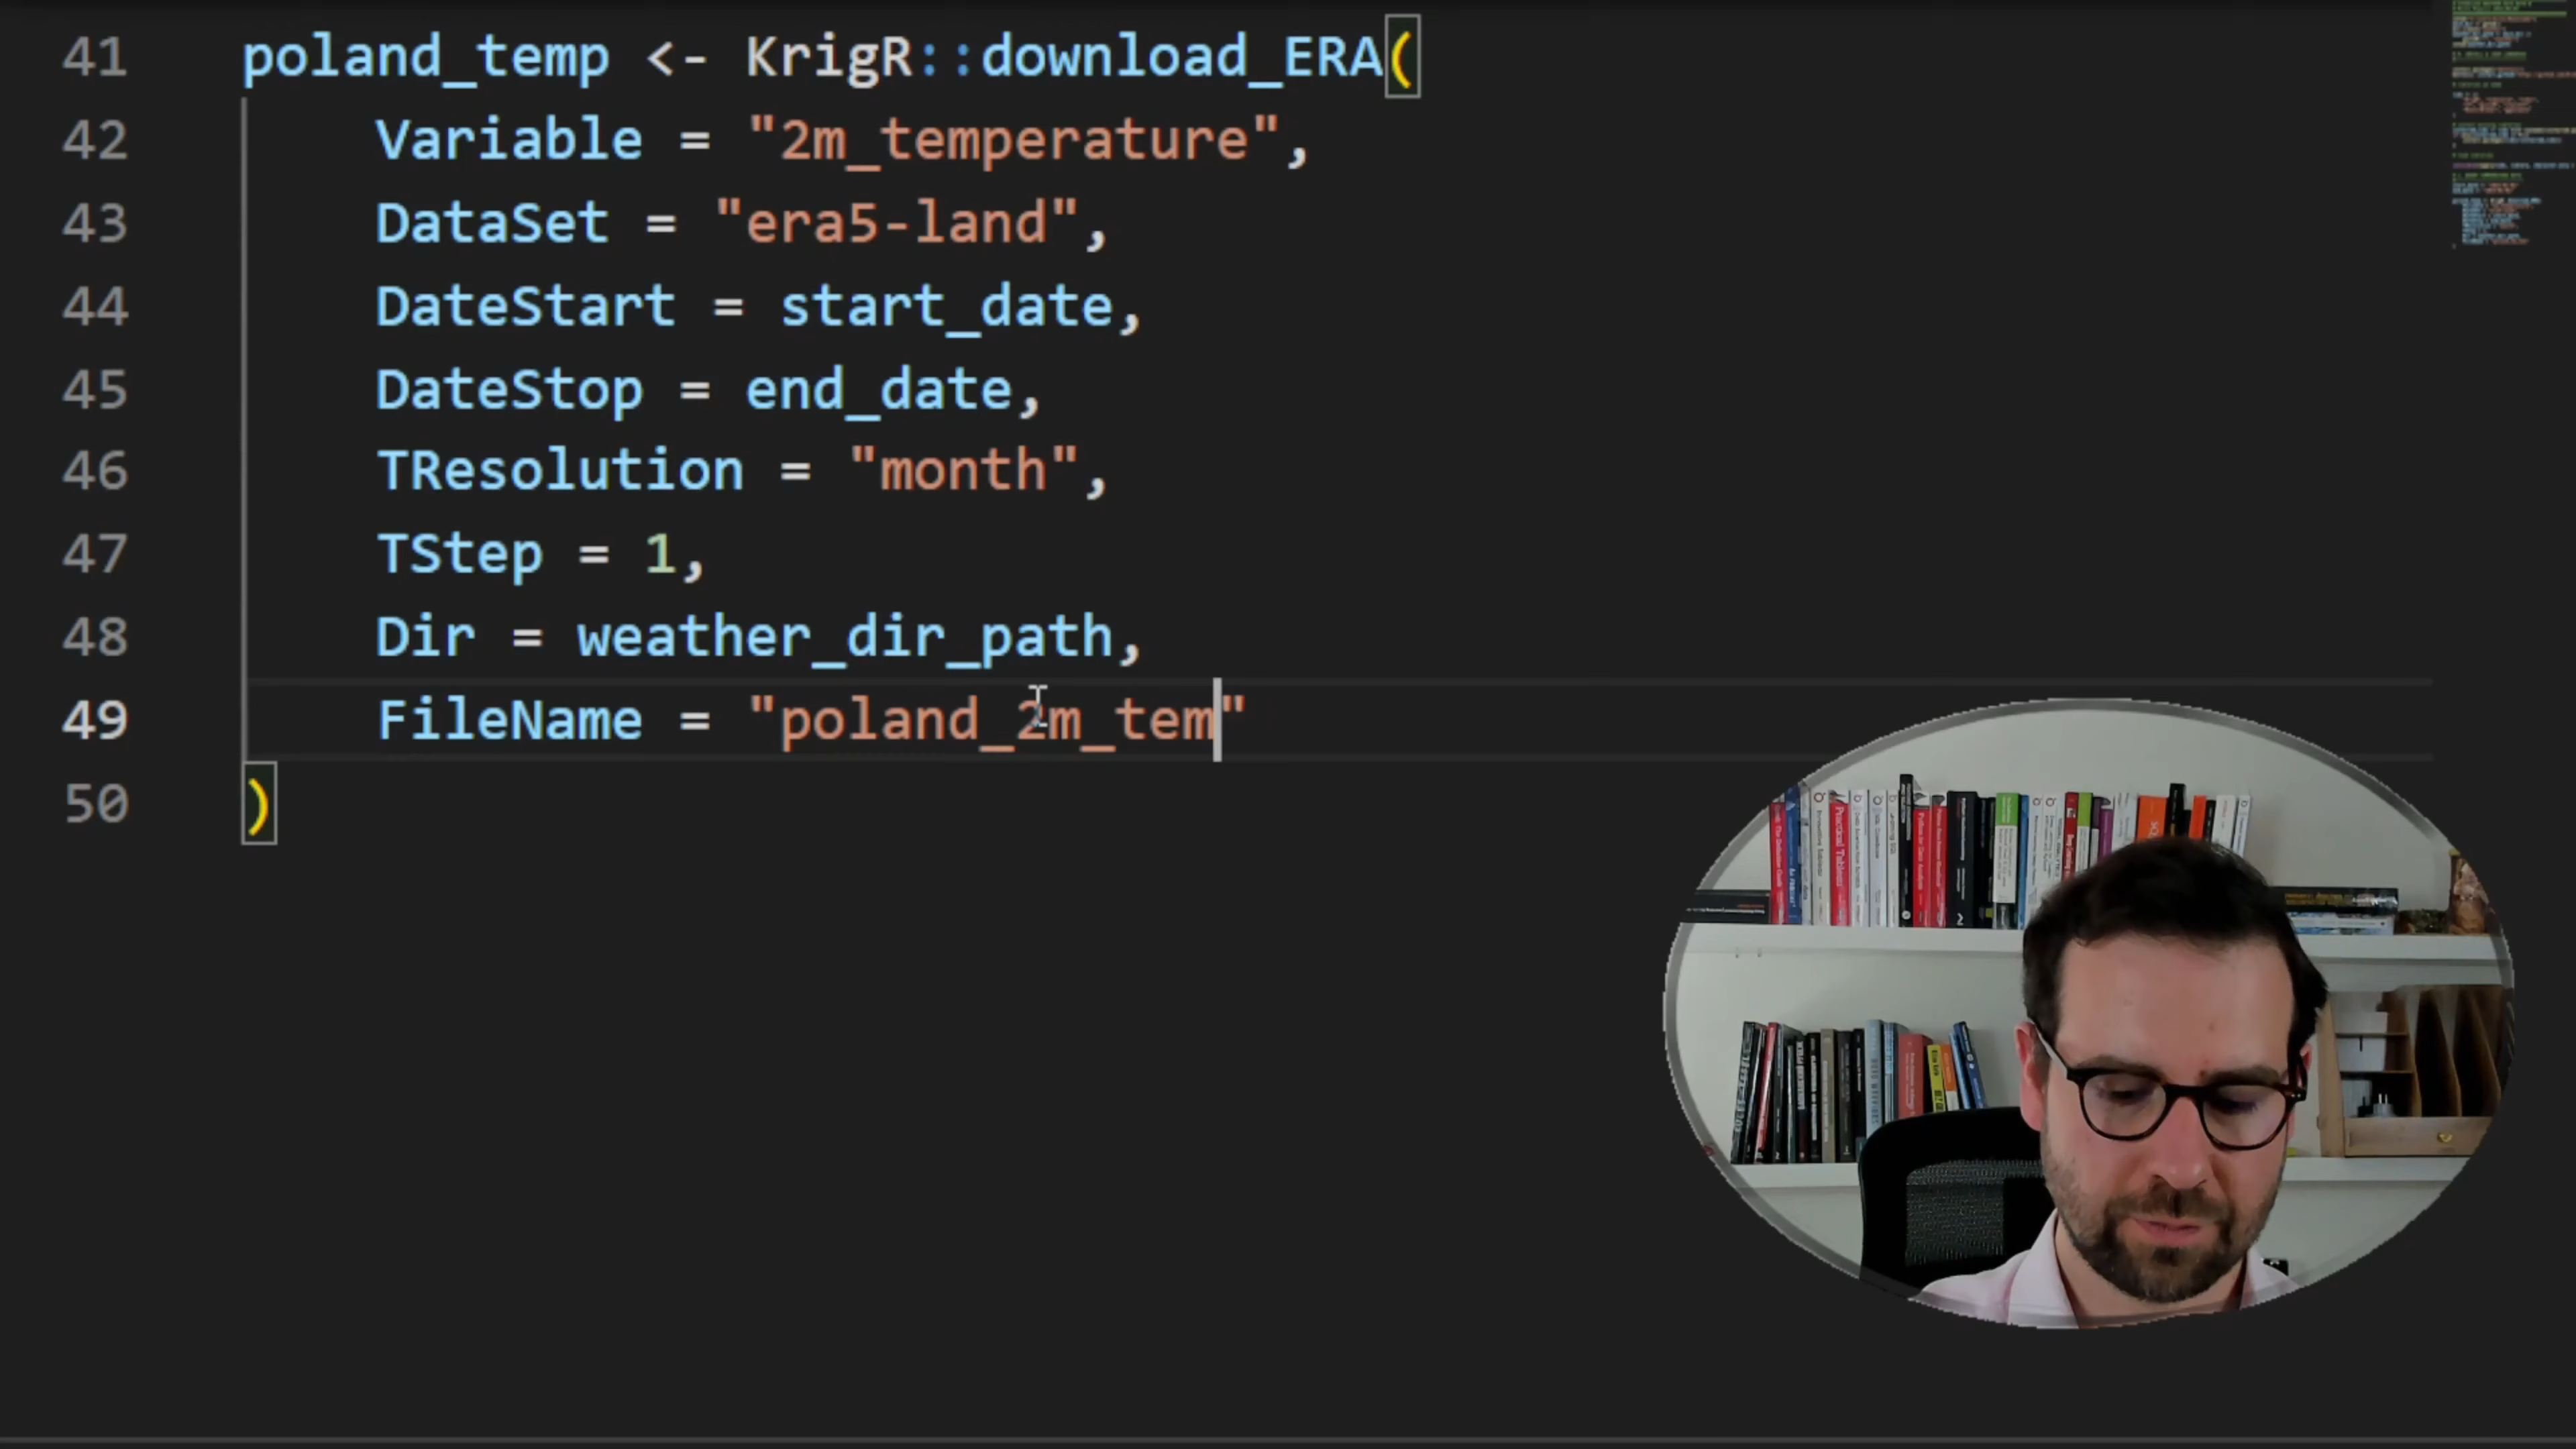 41 poland_temp <- KrigR::download_ERA(
42 Variable = "2m_temperature",
43 DataSet = "era5-land",
44 DateStart = start_date,
45 DateStop = end_date,
46 TResolution = "month",
47 TStep = 1,
48 Dir = weather_dir_path,
49 FileName = "poland_2m_tem"
50 )